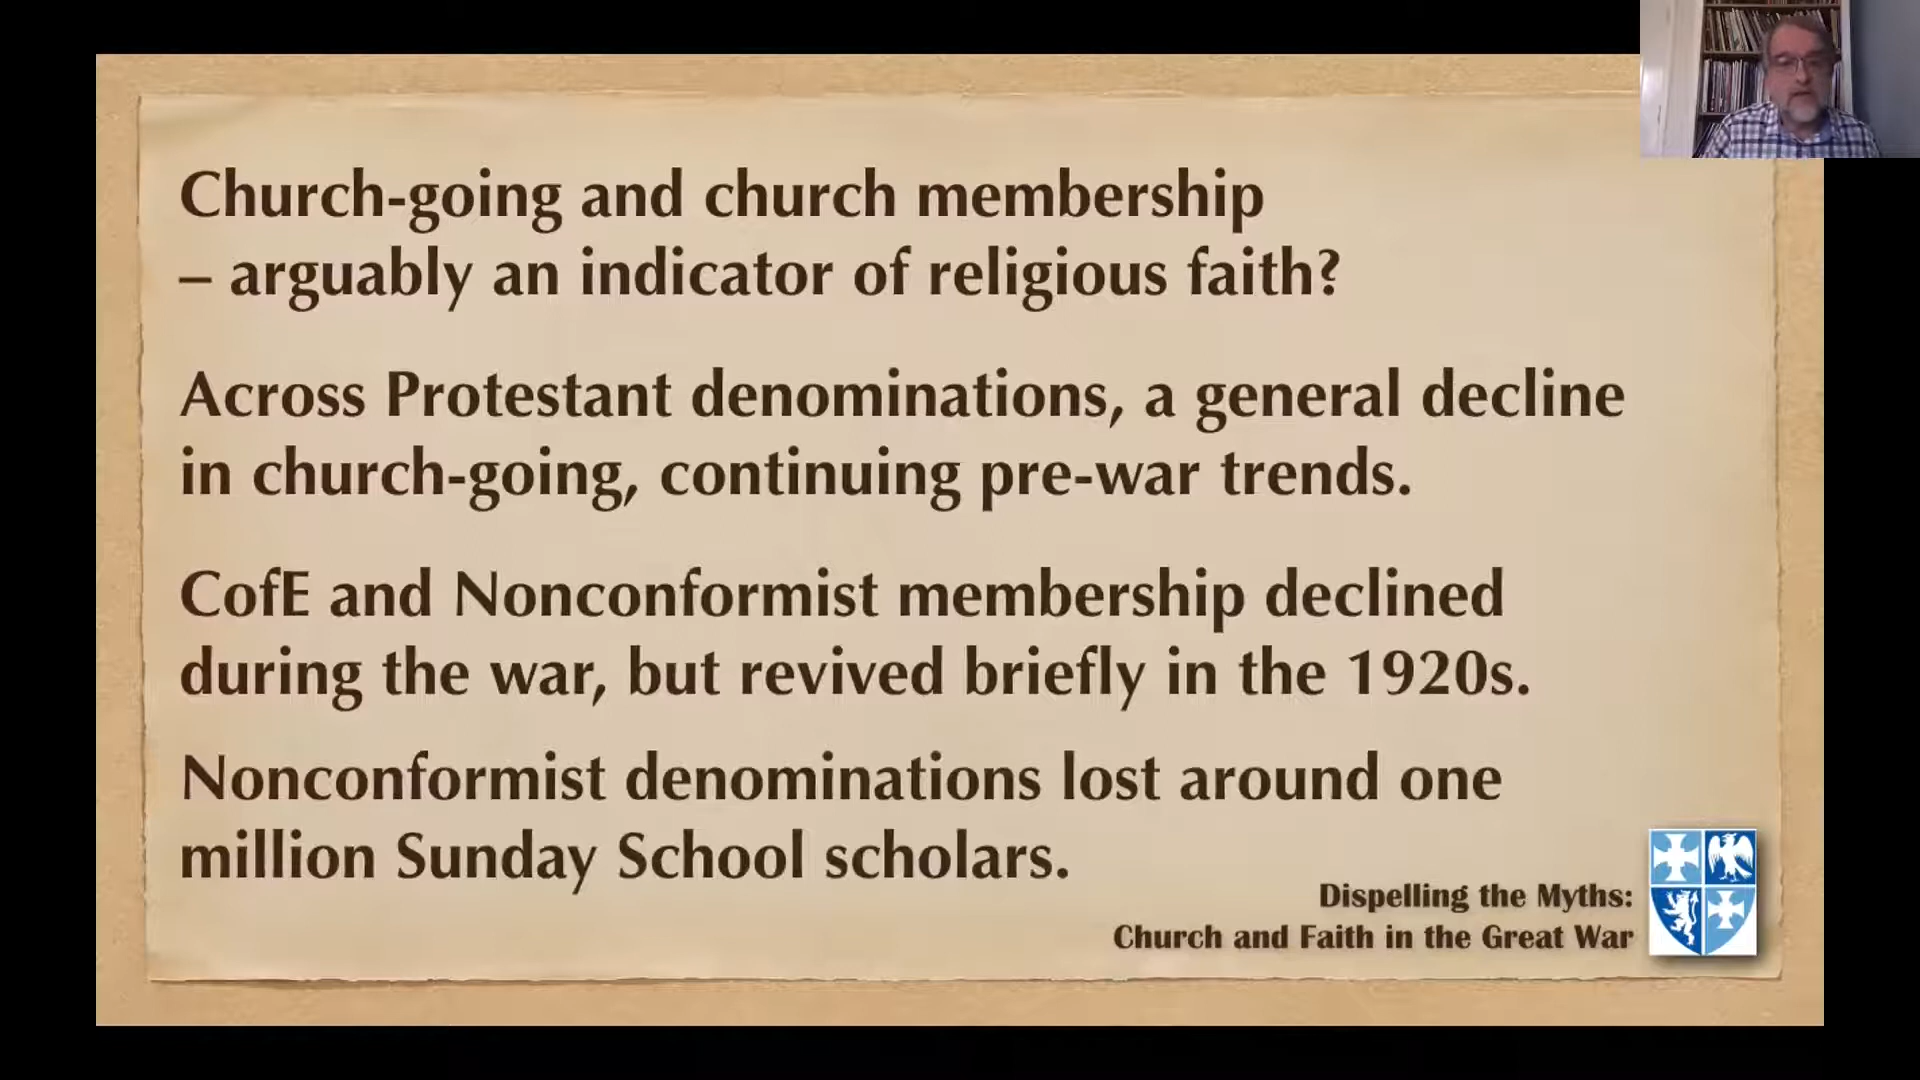 Church-going and church membership
– arguably an indicator of religious faith?
Across Protestant denominations, a general decline
in church-going, continuing pre-war trends.
CofE and Nonconformist membership declined
during the war, but revived briefly in the 1920s.
Nonconformist denominations lost around one
million Sunday School scholars.
Dispelling the Myths:
Church and Faith in the Great War